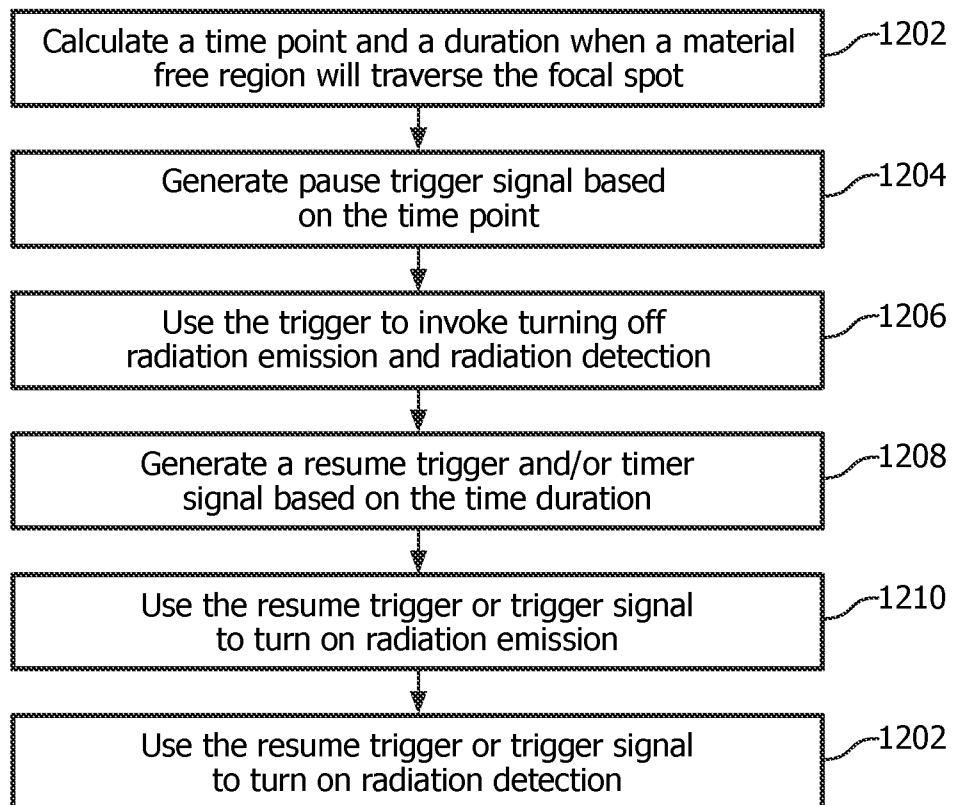 Calculate a time point and a duration when a material
free region will traverse the focal spot
1202
Generate pause trigger signal based
on the time point
1204
Use the trigger to invoke turning off
radiation emission and radiation detection
1206
Generate a resume trigger and/or timer
signal based on the time duration
1208
Use the resume trigger or trigger signal
to turn on radiation emission
1210
Use the resume trigger or trigger signal
to turn on radiation detection
1202